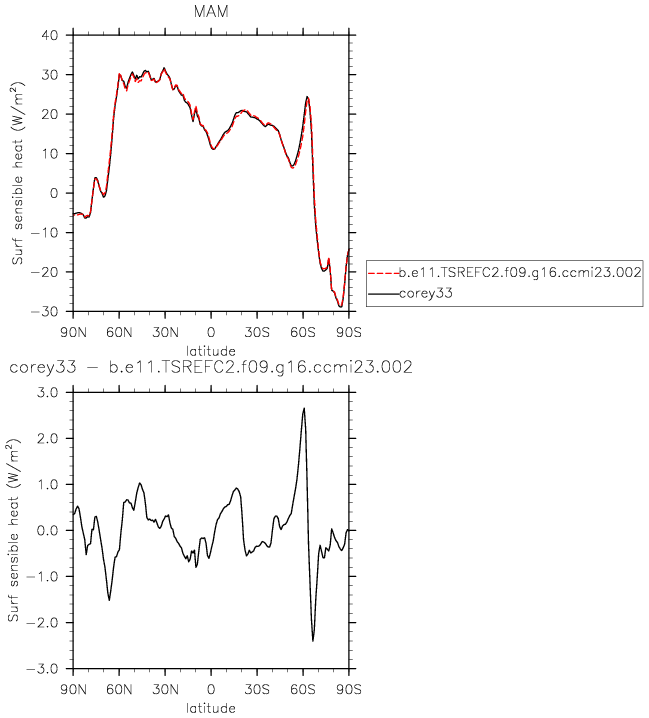 MAM
Surf sensible heat (W/m²)
40
30
20
10
0
−10
−20
−30
90N 60N 30N 0 30S 60S 90S
latitude
b.e11.TSREFC2.f09.g16.ccmi23.002
corey33
corey33 − b.e11.TSREFC2.f09.g16.ccmi23.002
Surf sensible heat (W/m²)
3.0
2.0
1.0
0.0
−1.0
−2.0
−3.0
90N 60N 30N 0 30S 60S 90S
latitude